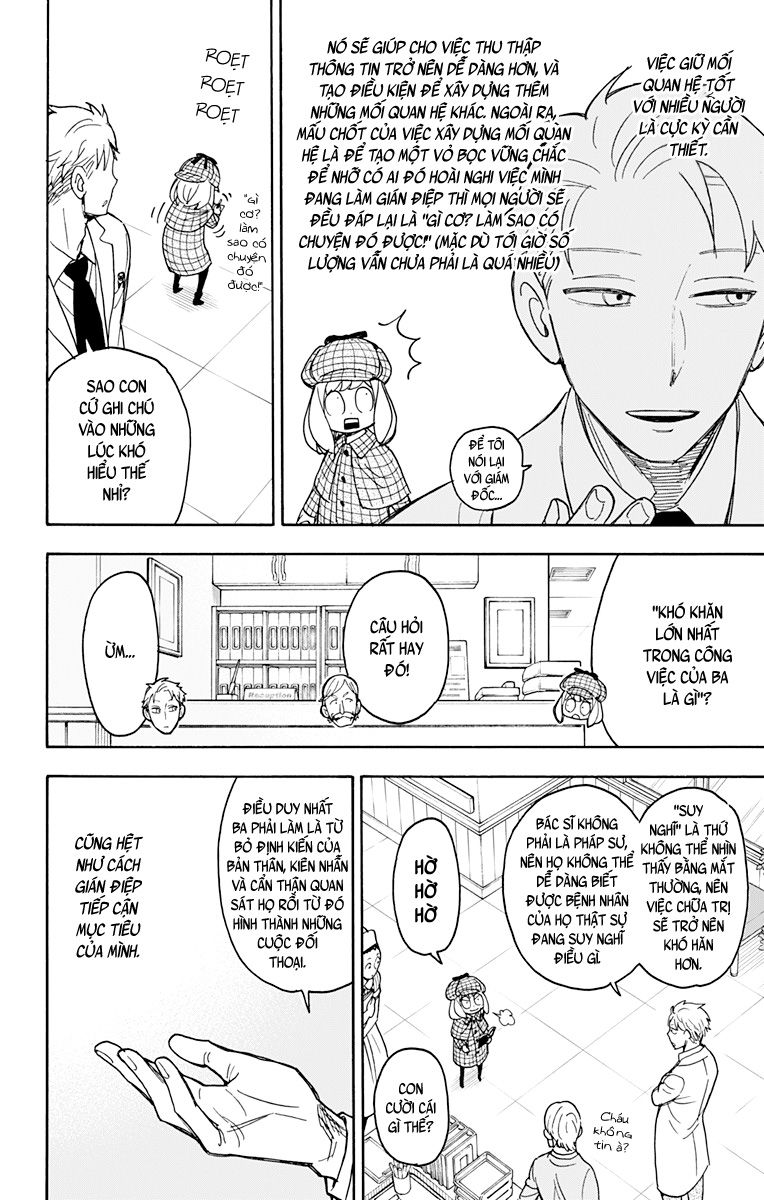 VIỆC GIỮ MỐI
QUAN HỆ TỐT
VỚI NHIỀU NGƯỜI
LÀ CỰC KỲ CẦN
THIẾT.
NÓ SẼ GIÚP CHO VIỆC THU THẬP
THÔNG TIN TRỞ NÊN DỄ DÀNG HƠN, VÀ
TẠO ĐIỀU KIỆN ĐỂ XÂY DỰNG THÊM
NHỮNG MỐI QUAN HỆ KHÁC. NGOÀI RA,
MẤU CHỐT CỦA VIỆC XÂY DỰNG MỐI QUAN
HỆ LÀ ĐỂ TẠO MỘT VỎ BỌC VỮNG CHẮC
ĐỂ NHỠ CÓ AI ĐÓ HOÀI NGHI VIỆC MÌNH
ĐANG LÀM GIÁN ĐIỆP THÌ MỌI NGƯỜI SẼ
ĐỀU ĐÁP LẠI LÀ "GÌ CƠ? LÀM SAO CÓ
CHUYỆN ĐÓ ĐƯỢC!" (MẶC DÙ TỚI GIỜ SỐ
LƯỢNG VẪN CHƯA PHẢI LÀ QUÁ NHIỀU)
ĐỂ TÔI
NÓI LẠI
VỚI GIÁM
ĐỐC...
ROẸT
ROẸT
ROẸT
"Gì
cơ?
làm
sao có
chuyện
đó
được!"
SAO CON
CỨ GHI CHÚ
VÀO NHỮNG
LÚC KHÓ
HIỂU THẾ
NHỈ?
"KHÓ KHĂN
LỚN NHẤT
TRONG CÔNG
VIỆC CỦA BA
LÀ GÌ"?
CÂU HỎI
RẤT HAY
ĐÓ!
ỪM...
Reception
"SUY
NGHĨ" LÀ THỨ
KHÔNG THỂ NHÌN
THẤY BẰNG MẮT
THƯỜNG, NÊN
VIỆC CHỮA TRỊ
SẼ TRỞ NÊN
KHÓ HĂN
HƠN.
BÁC SĨ KHÔNG
PHẢI LÀ PHÁP SƯ,
NÊN HỌ KHÔNG THỂ
DỄ DÀNG BIẾT
ĐƯỢC BỆNH NHÂN
CỦA HỌ THẬT SỰ
ĐANG SUY NGHĨ
ĐIỀU GÌ.
HỜ
HỜ
HỜ
CON
CƯỜI CÁI
GÌ THẾ?
Cháu
không
tin à?
ĐIỀU DUY NHẤT
BA PHẢI LÀM LÀ TỪ
BỎ ĐỊNH KIẾN CỦA
BẢN THÂN, KIÊN NHẪN
VÀ CẨN THẬN QUAN
SÁT HỌ RỒI TỪ ĐÓ
HÌNH THÀNH NHỮNG
CUỘC ĐỐI
THOẠI.
CŨNG HỆT
NHƯ CÁCH
GIÁN ĐIỆP
TIẾP CẬN
MỤC TIÊU
CỦA MÌNH.